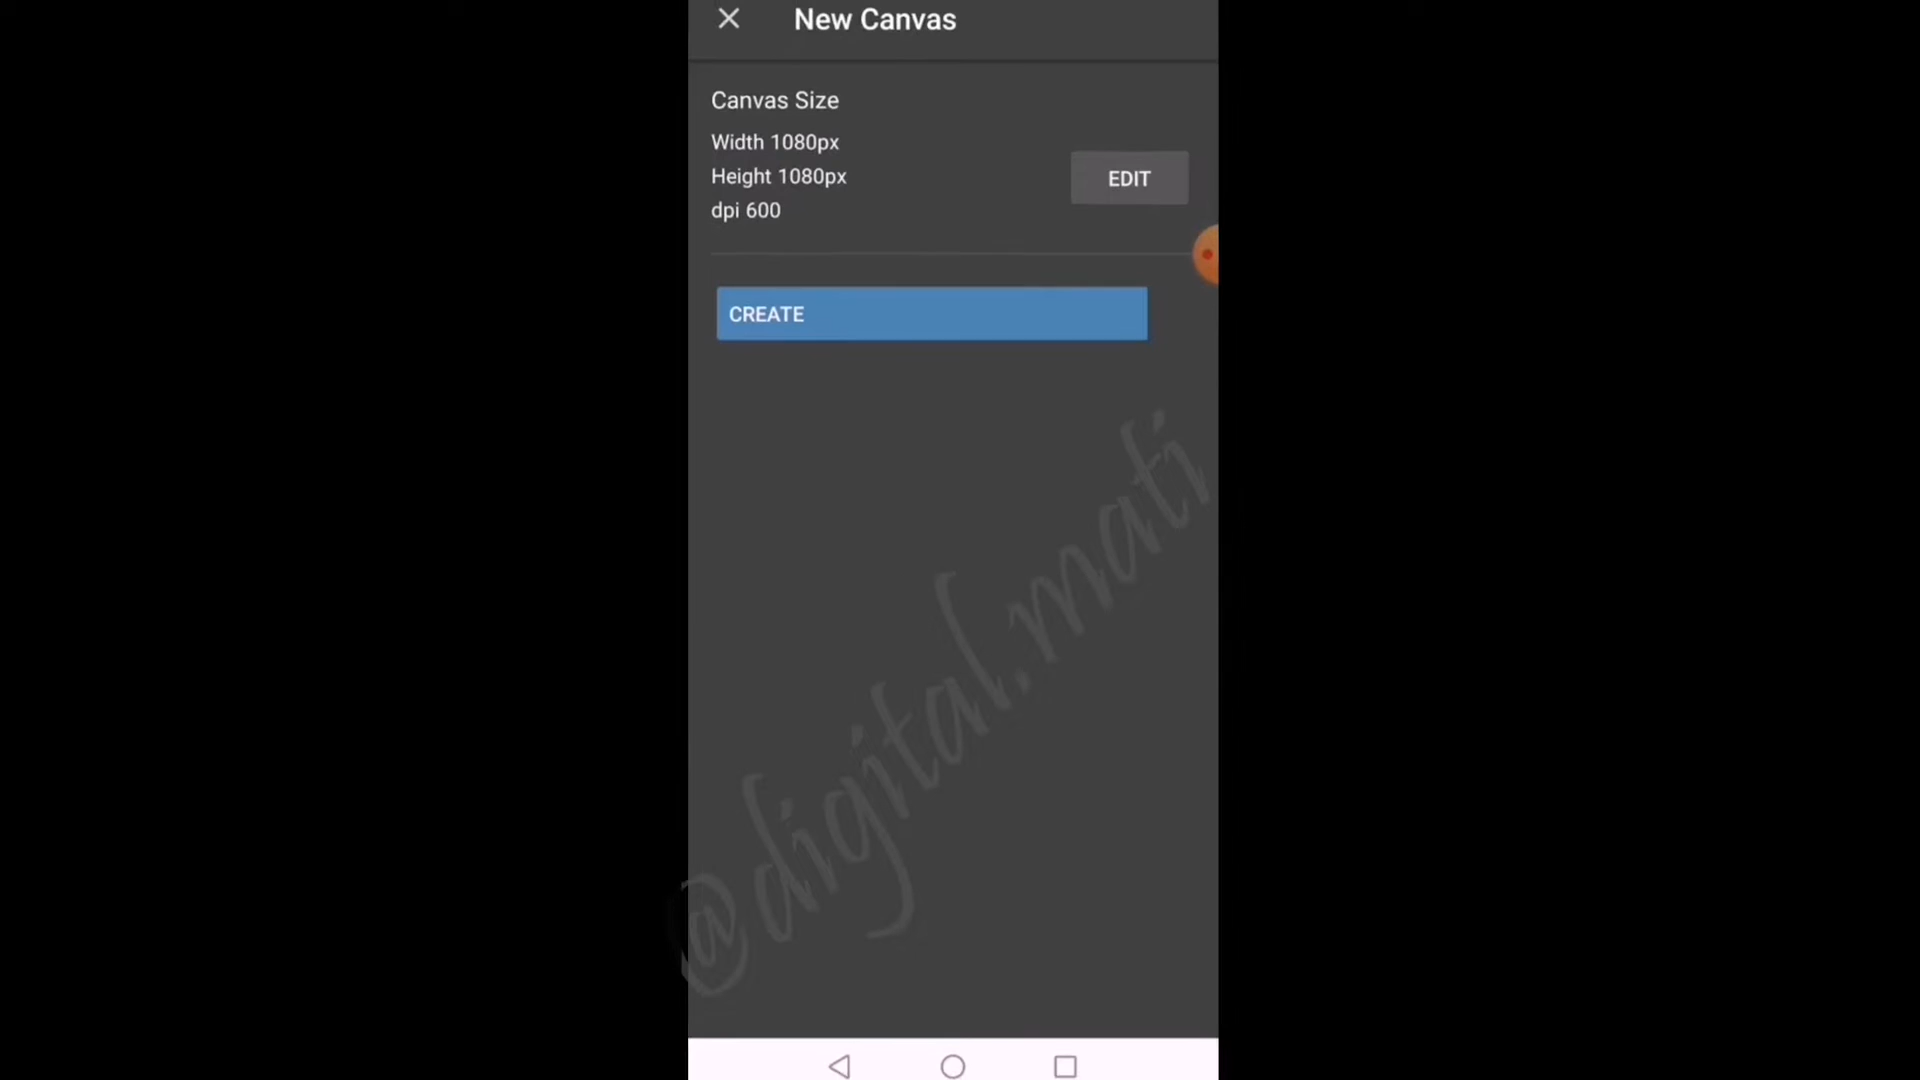 New Canvas
Canvas Size
Width 1080px
Height 1080px
dpi 600
EDIT
CREATE
@digital.mati